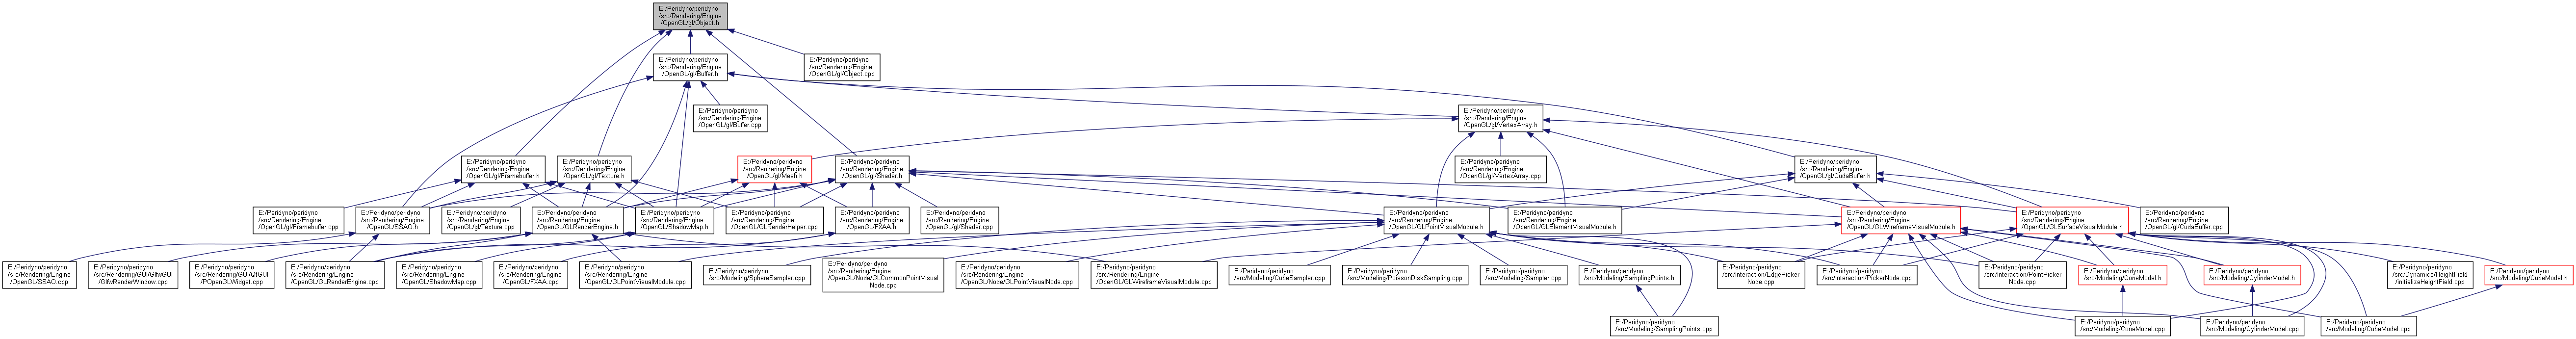 E:/Peridyno/peridyno
/src/Rendering/Engine
/OpenGL/gl/Object.h
E:/Peridyno/peridyno
/src/Rendering/Engine
/OpenGL/gl/Buffer.h
E:/Peridyno/peridyno
/src/Rendering/Engine
/OpenGL/gl/Object.cpp
E:/Peridyno/peridyno
/src/Rendering/Engine
/OpenGL/gl/Buffer.cpp
E:/Peridyno/peridyno
/src/Rendering/Engine
/OpenGL/gl/VertexArray.h
E:/Peridyno/peridyno
/src/Rendering/Engine
/OpenGL/gl/Framebuffer.h
E:/Peridyno/peridyno
/src/Rendering/Engine
/OpenGL/gl/Texture.h
E:/Peridyno/peridyno
/src/Rendering/Engine
/OpenGL/gl/Mesh.h
E:/Peridyno/peridyno
/src/Rendering/Engine
/OpenGL/gl/Shader.h
E:/Peridyno/peridyno
/src/Rendering/Engine
/OpenGL/gl/VertexArray.cpp
E:/Peridyno/peridyno
/src/Rendering/Engine
/OpenGL/gl/CudaBuffer.h
E:/Peridyno/peridyno
/src/Rendering/Engine
/OpenGL/gl/Framebuffer.cpp
E:/Peridyno/peridyno
/src/Rendering/Engine
/OpenGL/SSAO.h
E:/Peridyno/peridyno
/src/Rendering/Engine
/OpenGL/gl/Texture.cpp
E:/Peridyno/peridyno
/src/Rendering/Engine
/OpenGL/GLRenderEngine.h
E:/Peridyno/peridyno
/src/Rendering/Engine
/OpenGL/ShadowMap.h
E:/Peridyno/peridyno
/src/Rendering/Engine
/OpenGL/GLRenderHelper.cpp
E:/Peridyno/peridyno
/src/Rendering/Engine
/OpenGL/FXAA.h
E:/Peridyno/peridyno
/src/Rendering/Engine
/OpenGL/gl/Shader.cpp
E:/Peridyno/peridyno
/src/Rendering/Engine
/OpenGL/GLPointVisualModule.h
E:/Peridyno/peridyno
/src/Rendering/Engine
/OpenGL/GLElementVisualModule.h
E:/Peridyno/peridyno
/src/Rendering/Engine
/OpenGL/GLWireframeVisualModule.h
E:/Peridyno/peridyno
/src/Rendering/Engine
/OpenGL/GLSurfaceVisualModule.h
E:/Peridyno/peridyno
/src/Rendering/Engine
/OpenGL/gl/CudaBuffer.cpp
E:/Peridyno/peridyno
/src/Rendering/Engine
/OpenGL/SSAO.cpp
E:/Peridyno/peridyno
/src/Rendering/GUI/GlfwGUI
/GlfwRenderWindow.cpp
E:/Peridyno/peridyno
/src/Rendering/GUI/QtGUI
/POpenGLWidget.cpp
E:/Peridyno/peridyno
/src/Rendering/Engine
/OpenGL/GLRenderEngine.cpp
E:/Peridyno/peridyno
/src/Rendering/Engine
/OpenGL/ShadowMap.cpp
E:/Peridyno/peridyno
/src/Rendering/Engine
/OpenGL/FXAA.cpp
E:/Peridyno/peridyno
/src/Rendering/Engine
/OpenGL/GLPointVisualModule.cpp
E:/Peridyno/peridyno
/src/Modeling/SphereSampler.cpp
E:/Peridyno/peridyno
/src/Rendering/Engine
/OpenGL/Node/GLCommonPointVisual
Node.cpp
E:/Peridyno/peridyno
/src/Rendering/Engine
/OpenGL/Node/GLPointVisualNode.cpp
E:/Peridyno/peridyno
/src/Rendering/Engine
/OpenGL/GLWireframeVisualModule.cpp
E:/Peridyno/peridyno
/src/Modeling/CubeSampler.cpp
E:/Peridyno/peridyno
/src/Modeling/PoissonDiskSampling.cpp
E:/Peridyno/peridyno
/src/Modeling/Sampler.cpp
E:/Peridyno/peridyno
/src/Modeling/SamplingPoints.h
E:/Peridyno/peridyno
/src/Interaction/EdgePicker
Node.cpp
E:/Peridyno/peridyno
/src/Interaction/PickerNode.cpp
E:/Peridyno/peridyno
/src/Interaction/PointPicker
Node.cpp
E:/Peridyno/peridyno
/src/Modeling/ConeModel.h
E:/Peridyno/peridyno
/src/Modeling/CylinderModel.h
E:/Peridyno/peridyno
/src/Dynamics/HeightField
/initializeHeightField.cpp
E:/Peridyno/peridyno
/src/Modeling/CubeModel.h
E:/Peridyno/peridyno
/src/Modeling/SamplingPoints.cpp
E:/Peridyno/peridyno
/src/Modeling/ConeModel.cpp
E:/Peridyno/peridyno
/src/Modeling/CylinderModel.cpp
E:/Peridyno/peridyno
/src/Modeling/CubeModel.cpp